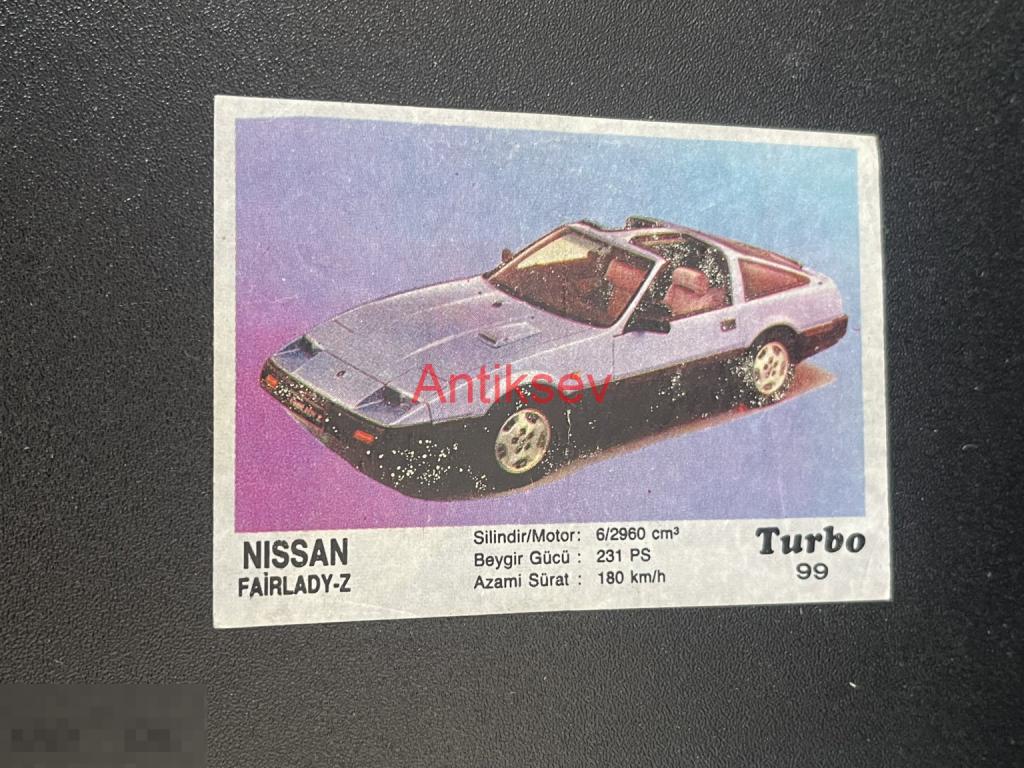 Antiksev
NISSAN
FAİRLADY-Z
Silindir/Motor: 6/2960 cm³
Beygir Gücü : 231 PS
Azami Sürat : 180 km/h
Turbo
99